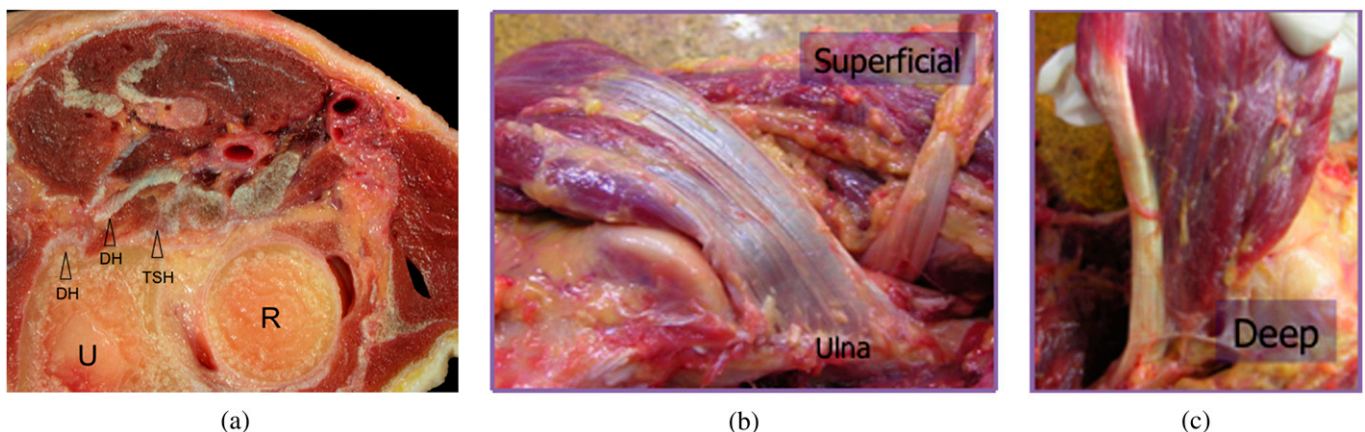 DH
DH
TSH
U
R
Superficial
Ulna
Deep
(a)
(b)
(c)